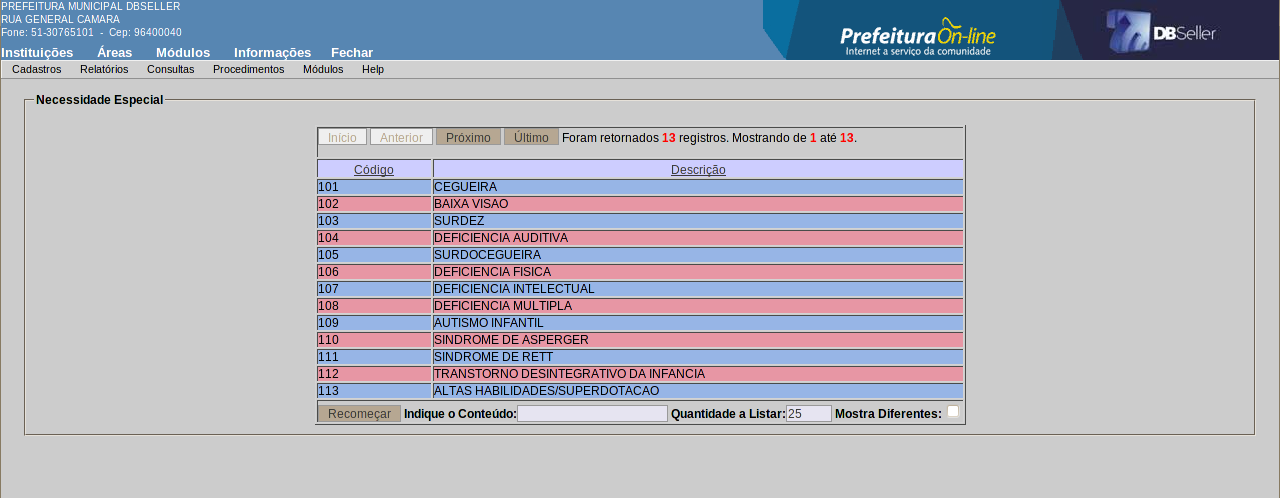 PREFEITURA MUNICIPAL DBSELLER
RUA GENERAL CAMARA
Fone: 51-30765101 - Cep: 96400040
Prefeitura On-line
Internet a serviço da comunidade
DBSeller
Instituições Áreas Módulos Informações Fechar
Cadastros Relatórios Consultas Procedimentos Módulos Help
Necessidade Especial
Início Anterior Próximo Último Foram retornados 13 registros. Mostrando de 1 até 13.
Código Descrição
101 CEGUEIRA
102 BAIXA VISAO
103 SURDEZ
104 DEFICIENCIA AUDITIVA
105 SURDOCEGUEIRA
106 DEFICIENCIA FISICA
107 DEFICIENCIA INTELECTUAL
108 DEFICIENCIA MULTIPLA
109 AUTISMO INFANTIL
110 SINDROME DE ASPERGER
111 SINDROME DE RETT
112 TRANSTORNO DESINTEGRATIVO DA INFANCIA
113 ALTAS HABILIDADES/SUPERDOTACAO
Recomeçar Indique o Conteúdo: Quantidade a Listar: 25 Mostra Diferentes: